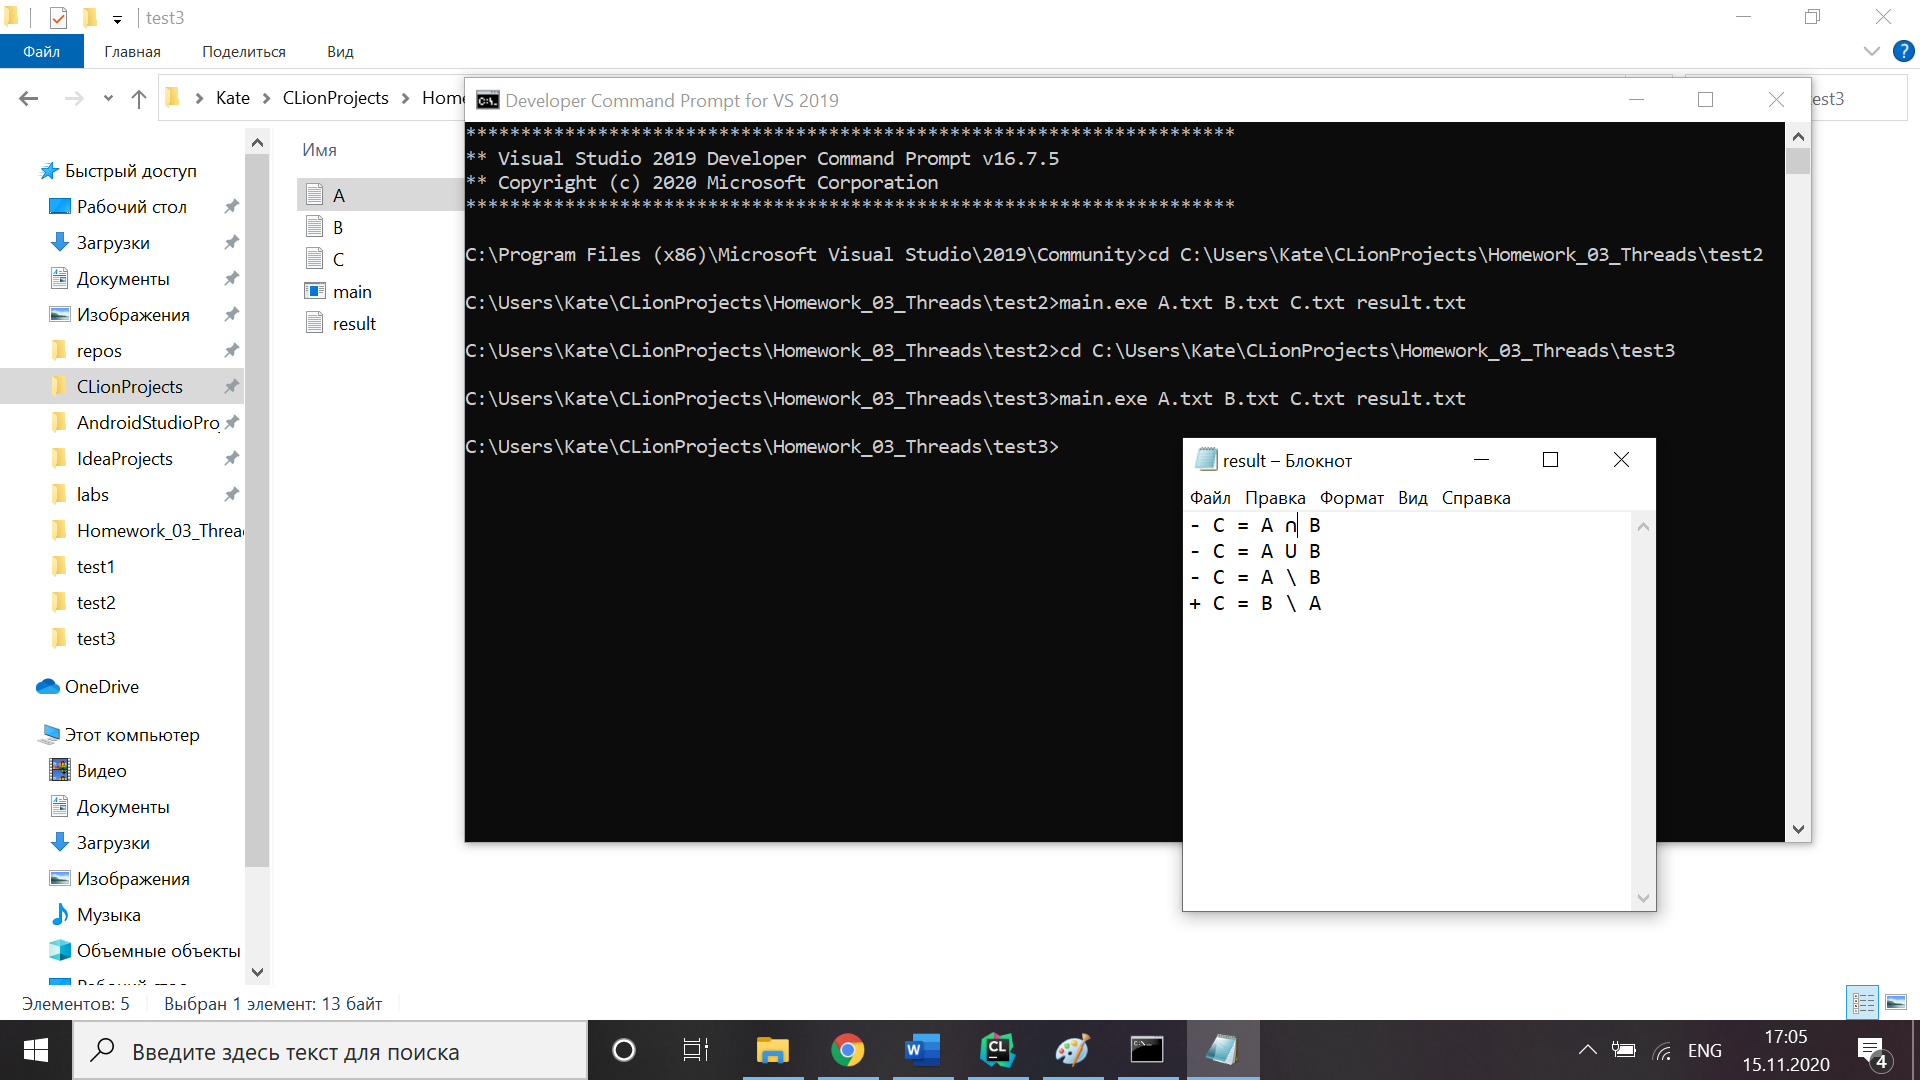 test3
Файл Главная Поделиться Вид
Kate CLionProjects
Имя
Быстрый доступ
Рабочий стол
Загрузки
Документы
Изображения
repos
CLionProjects
AndroidStudioPro
IdeaProjects
labs
Homework_03_Threa
test1
test2
test3
OneDrive
Этот компьютер
Видео
Документы
Загрузки
Изображения
Музыка
Объемные объекты
A
B
C
main
result
Developer Command Prompt for VS 2019
**********************************************************************
** Visual Studio 2019 Developer Command Prompt v16.7.5
** Copyright (c) 2020 Microsoft Corporation
**********************************************************************
C:\Program Files (x86)\Microsoft Visual Studio\2019\Community>cd C:\Users\Kate\CLionProjects\Homework_03_Threads\test2
C:\Users\Kate\CLionProjects\Homework_03_Threads\test2>main.exe A.txt B.txt C.txt result.txt
C:\Users\Kate\CLionProjects\Homework_03_Threads\test2>cd C:\Users\Kate\CLionProjects\Homework_03_Threads\test3
C:\Users\Kate\CLionProjects\Homework_03_Threads\test3>main.exe A.txt B.txt C.txt result.txt
C:\Users\Kate\CLionProjects\Homework_03_Threads\test3>
result – Блокнот
Файл Правка Формат Вид Справка
- C = A ∩ B
- C = A U B
- C = A \ B
+ C = B \ A
Элементов: 5 Выбран 1 элемент: 13 байт
Введите здесь текст для поиска
ENG
17:05
15.11.2020
4